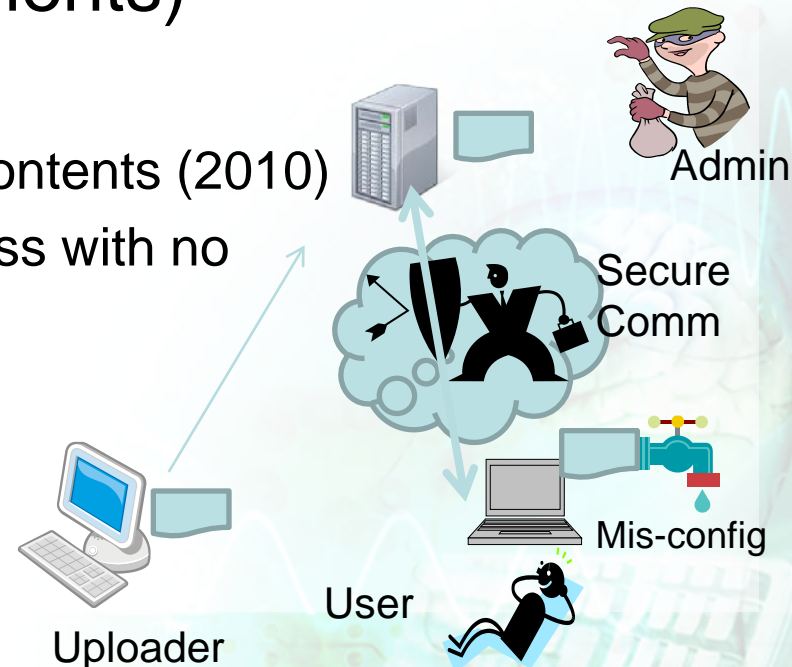 Admin
ontents (2010)
ss with no
Secure
Comm
Mis-config
User
Uploader